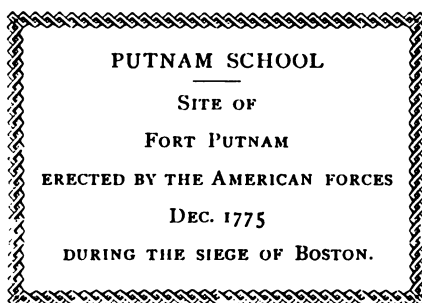 PUTNAM SCHOOL
SITE OF
FORT PUTNAM
ERECTED BY THE AMERICAN FORCES
DEC. 1775
DURING THE SIEGE OF BOSTON.